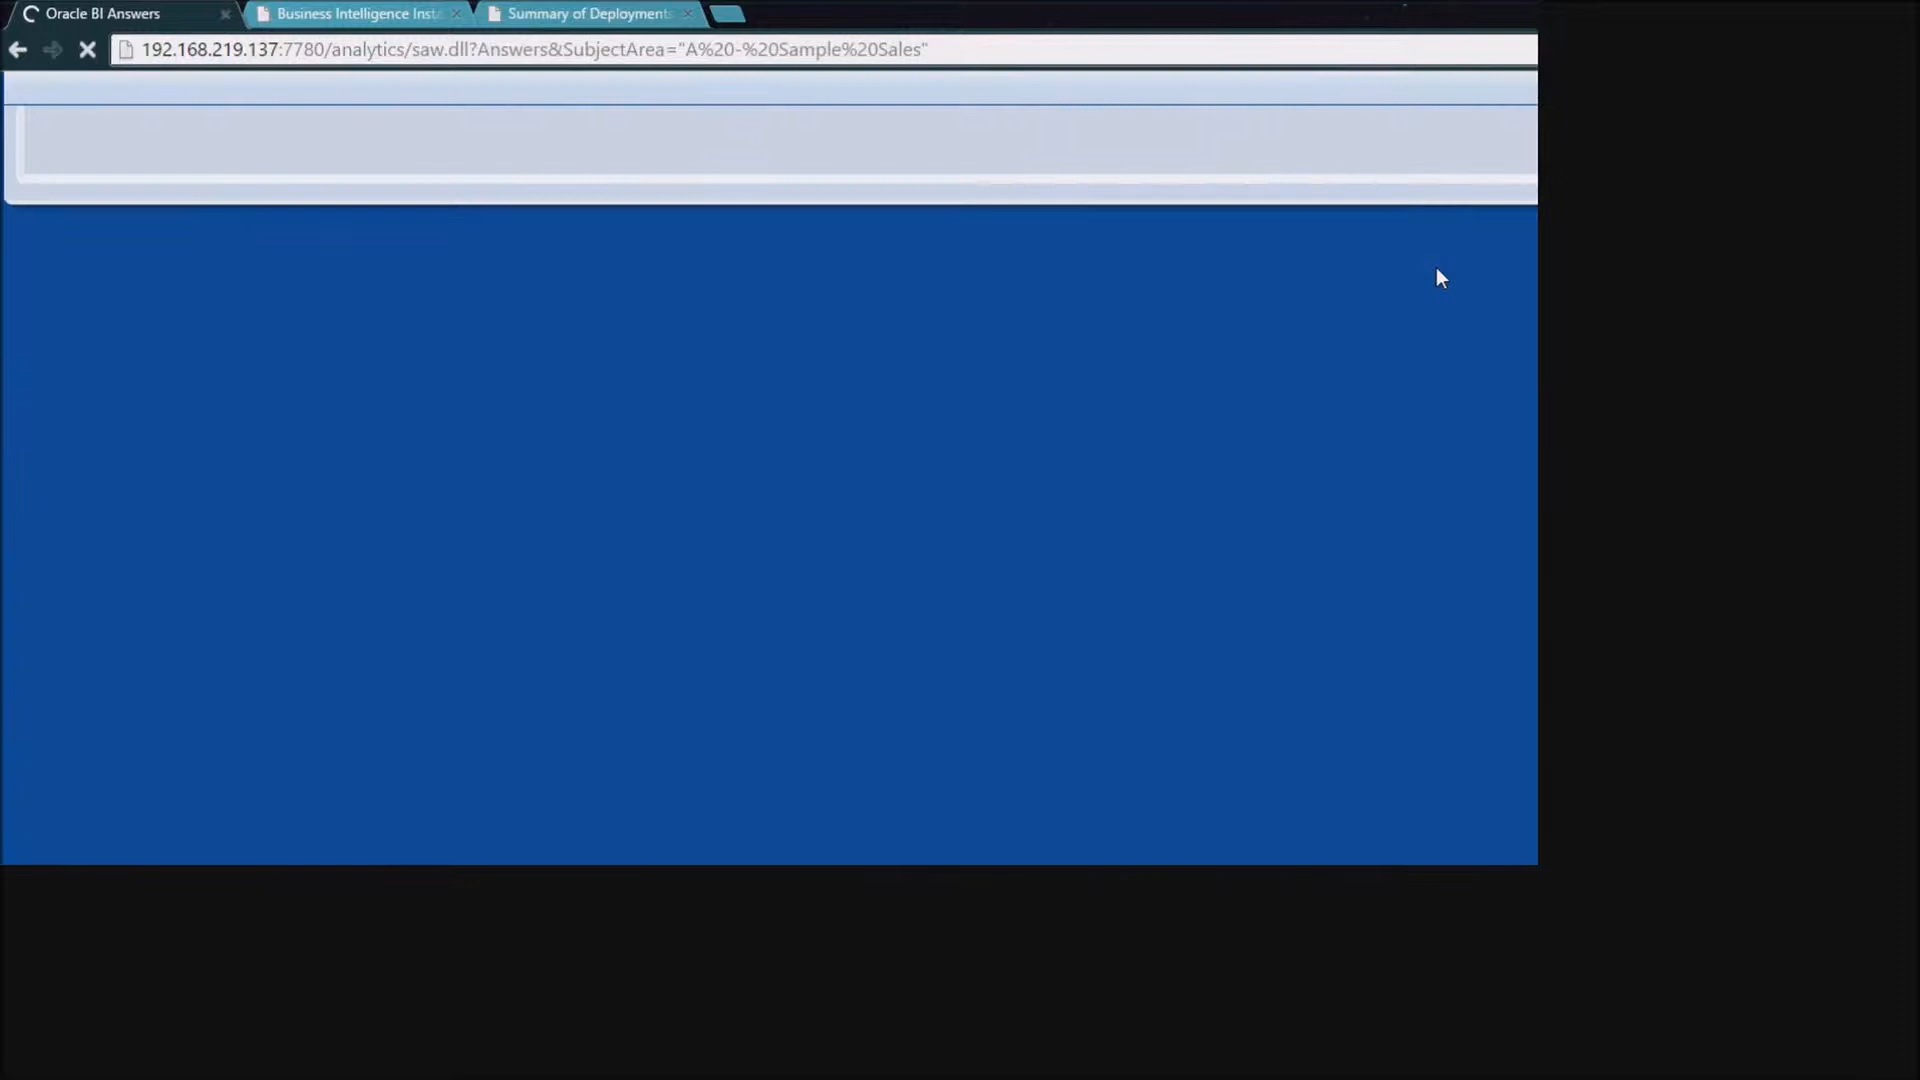 Oracle BI Answers
Business Intelligence Inst
Summary of Deployments
192.168.219.137:7780/analytics/saw.dll?Answers&SubjectArea="A%20-%20Sample%20Sales"